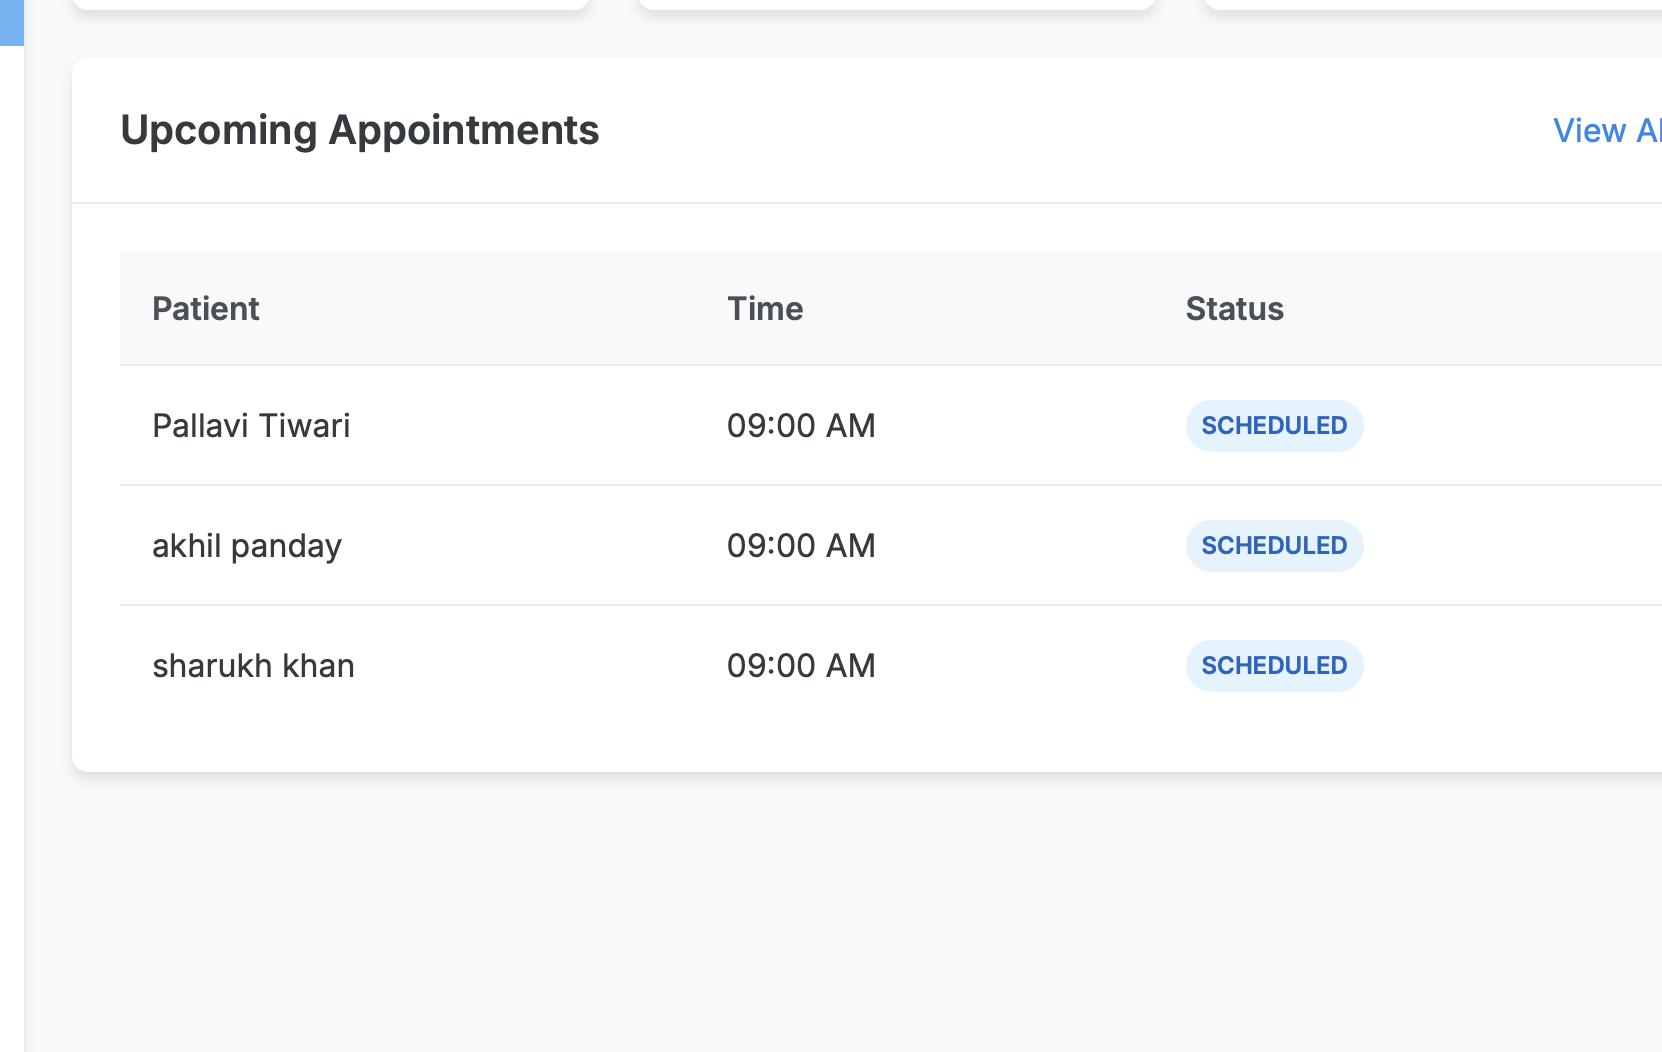 Upcoming Appointments
View Al
Patient Time Status
Pallavi Tiwari 09:00 AM SCHEDULED
akhil panday 09:00 AM SCHEDULED
sharukh khan 09:00 AM SCHEDULED